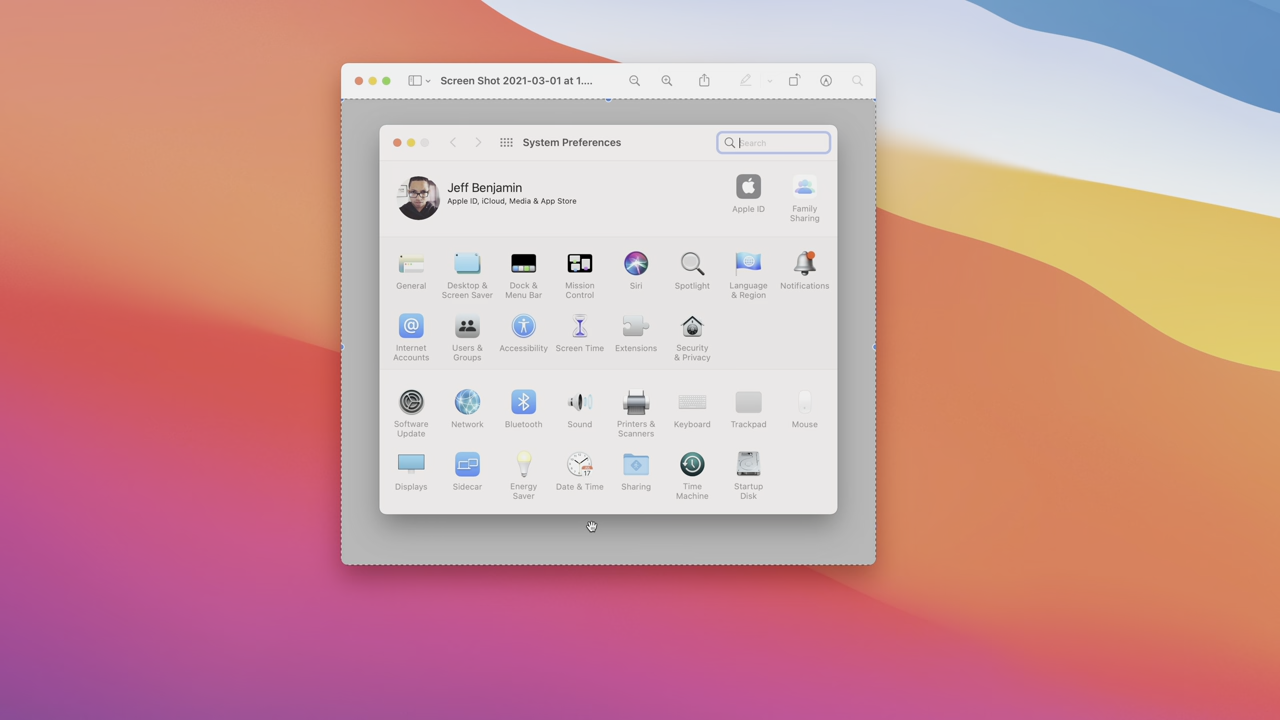 Screen Shot 2021-03-01 at 1....
System Preferences
Search
Jeff Benjamin
Apple ID, iCloud, Media & App Store
Apple ID
Family
Sharing
General
Desktop &
Screen Saver
Dock &
Menu Bar
Mission
Control
Siri
Spotlight
Language
& Region
Notifications
Internet
Accounts
Users &
Groups
Accessibility
Screen Time
Extensions
Security
& Privacy
Software
Update
Network
Bluetooth
Sound
Printers &
Scanners
Keyboard
Trackpad
Mouse
Displays
Sidecar
Energy
Saver
Date & Time
17
Sharing
Time
Machine
Startup
Disk